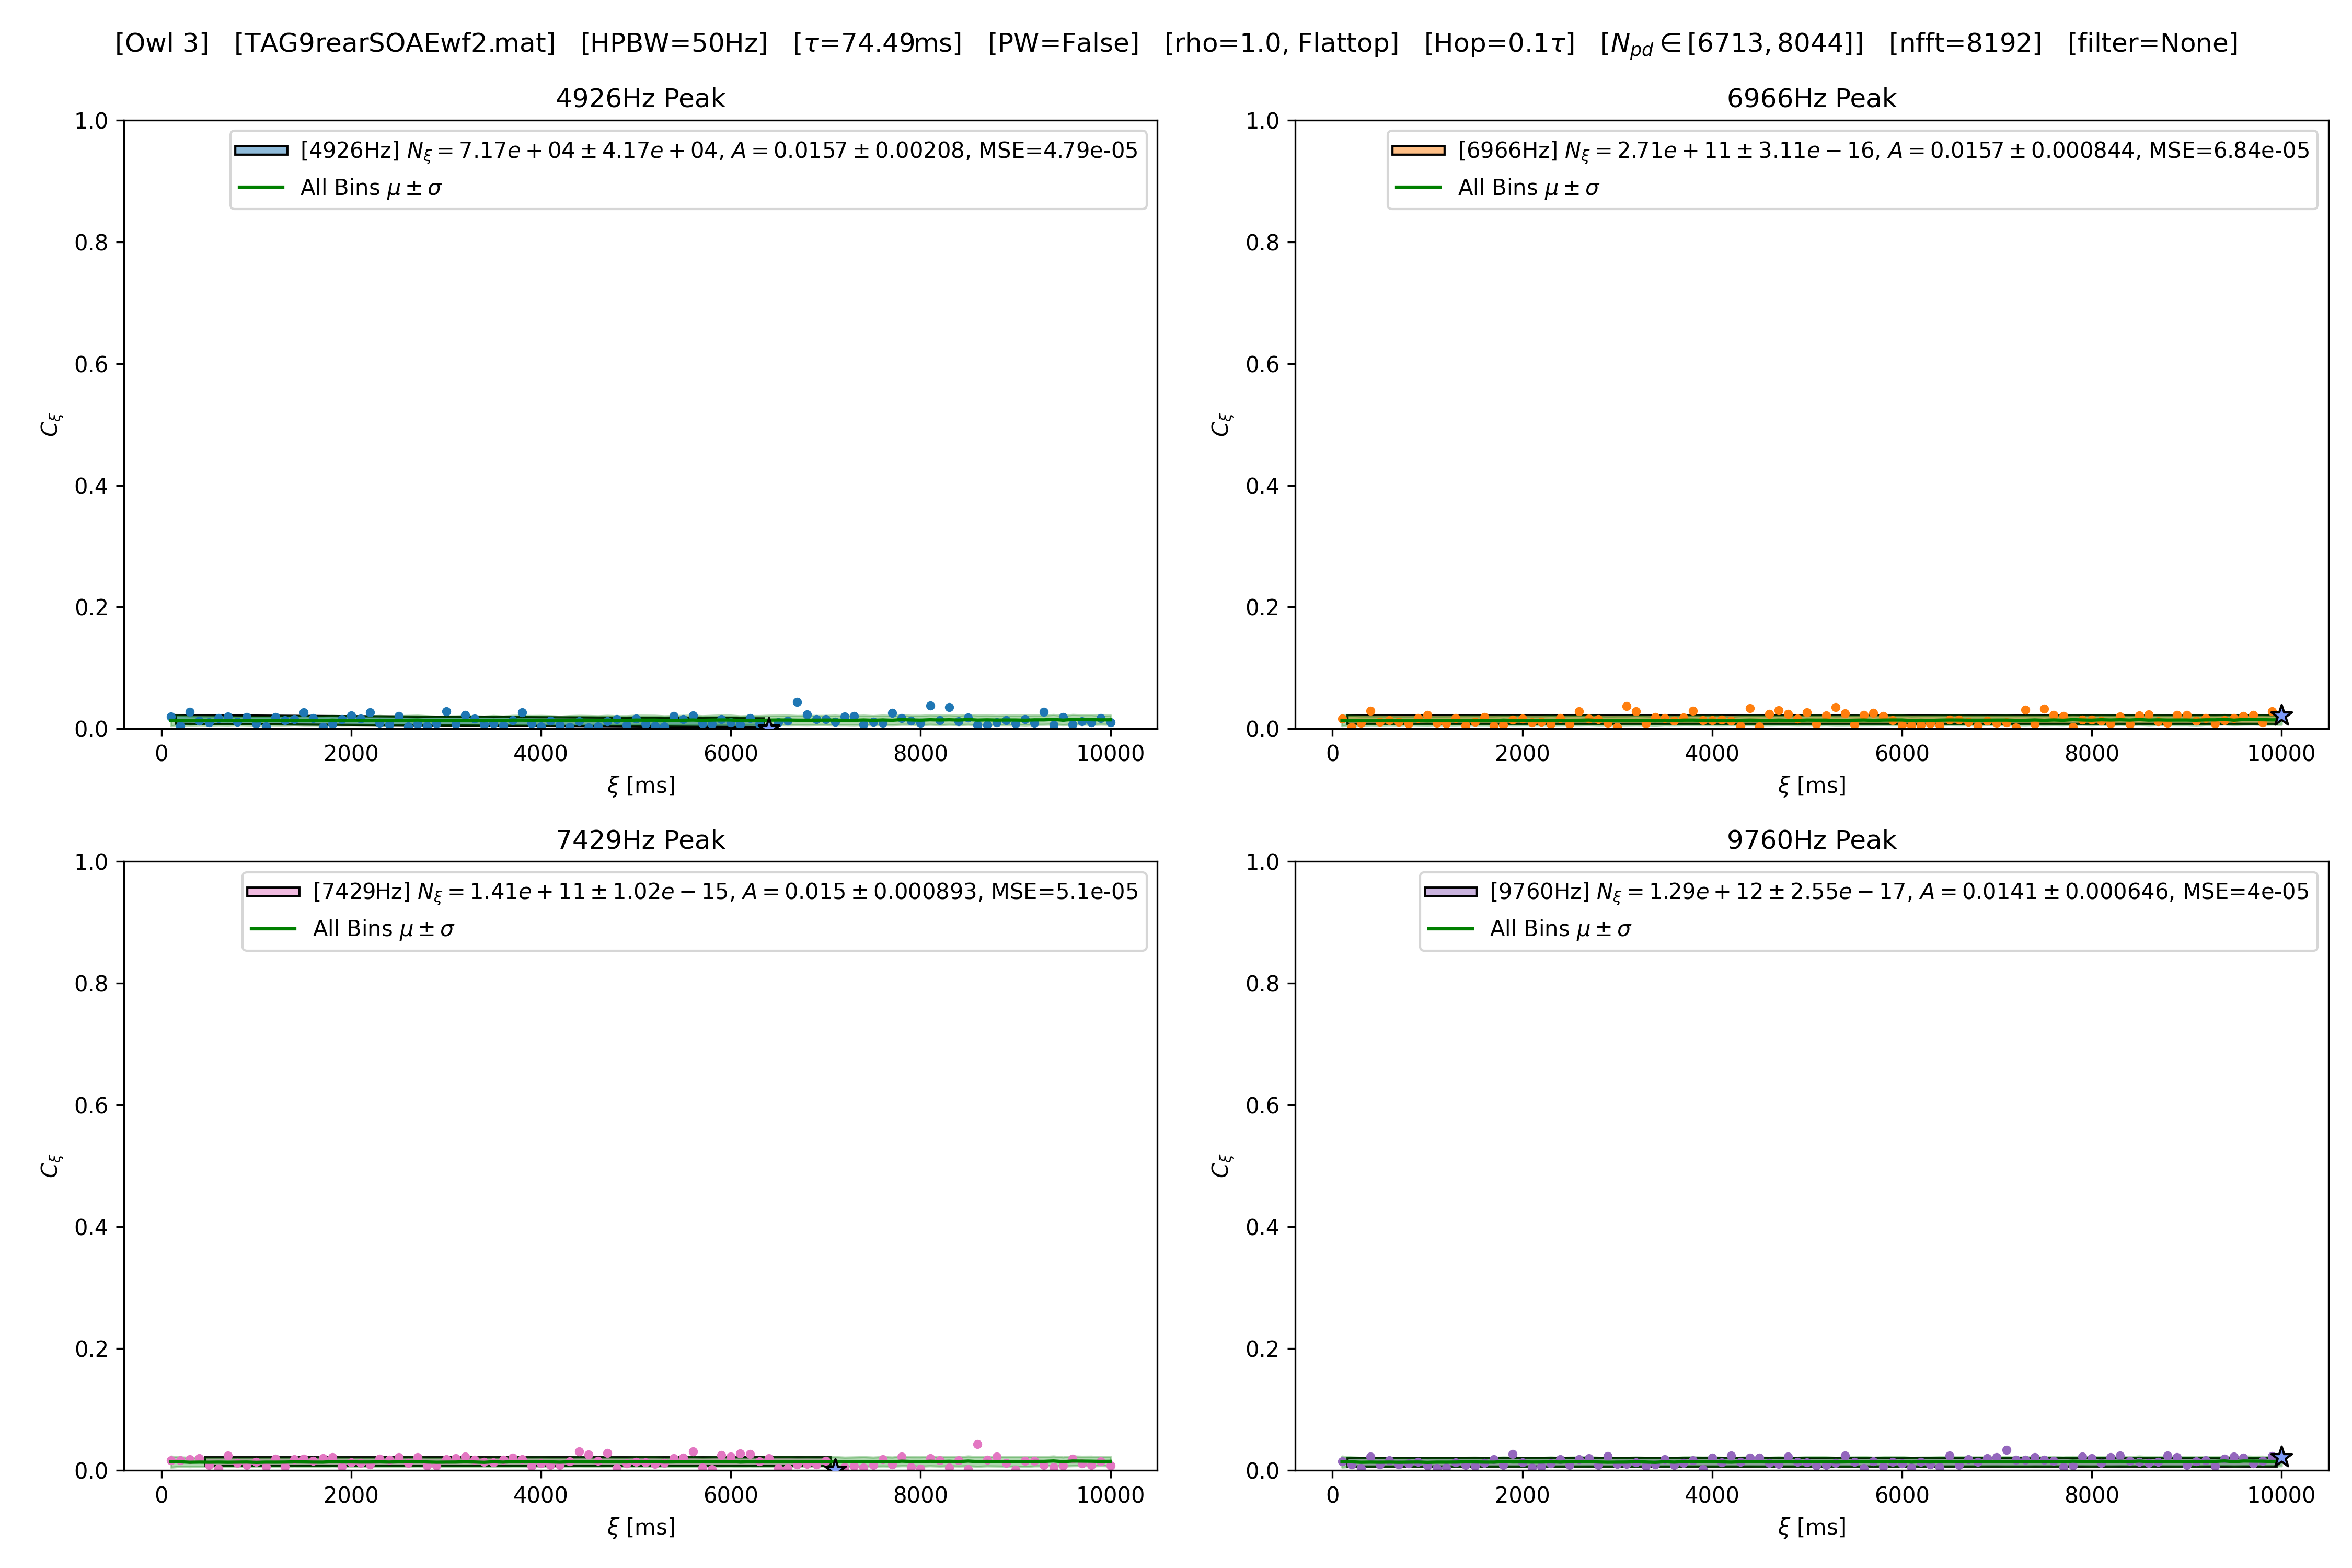 [Owl 3] [TAG9rearSOAEwf2.mat] [HPBW=50Hz] [τ=74.49ms] [PW=False] [rho=1.0, Flattop] [Hop=0.1τ] [N_pd ∈ [6713, 8044]] [nfft=8192] [filter=None]
4926Hz Peak
[4926Hz] N_ξ = 7.17e + 04 ± 4.17e + 04, A = 0.0157 ± 0.00208, MSE=4.79e-05
All Bins μ ± σ
1.0
0.8
0.6
0.4
0.2
0.0
C_ξ
0 2000 4000 6000 8000 10000
ξ [ms]
6966Hz Peak
[6966Hz] N_ξ = 2.71e + 11 ± 3.11e − 16, A = 0.0157 ± 0.000844, MSE=6.84e-05
All Bins μ ± σ
1.0
0.8
0.6
0.4
0.2
0.0
C_ξ
0 2000 4000 6000 8000 10000
ξ [ms]
7429Hz Peak
[7429Hz] N_ξ = 1.41e + 11 ± 1.02e − 15, A = 0.015 ± 0.000893, MSE=5.1e-05
All Bins μ ± σ
1.0
0.8
0.6
0.4
0.2
0.0
C_ξ
0 2000 4000 6000 8000 10000
ξ [ms]
9760Hz Peak
[9760Hz] N_ξ = 1.29e + 12 ± 2.55e − 17, A = 0.0141 ± 0.000646, MSE=4e-05
All Bins μ ± σ
1.0
0.8
0.6
0.4
0.2
0.0
C_ξ
0 2000 4000 6000 8000 10000
ξ [ms]